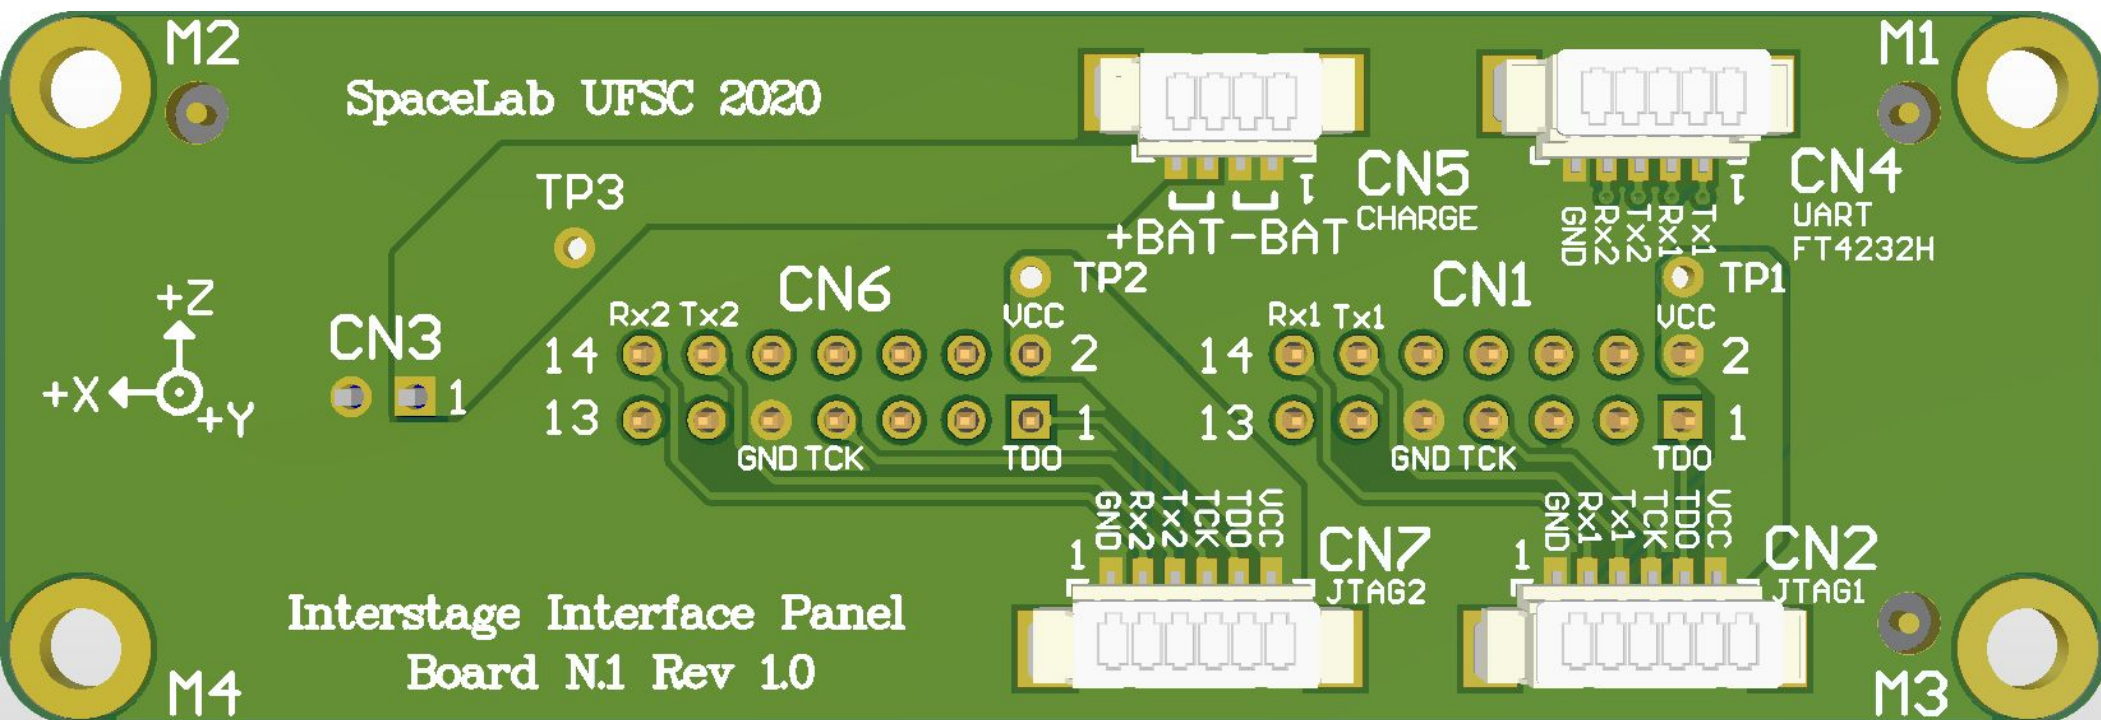 M2
M1
SpaceLab UFSC 2020
TP3
CN5
CHARGE
1
+BAT-BAT
CN4
UART
FT4232H
1
GND
Rx2
Tx2
Rx1
Tx1
+Z
+X
+Y
CN3
1
CN6
TP2
Rx2 Tx2
VCC
14
2
13
1
GND TCK
TDO
CN1
TP1
Rx1 Tx1
VCC
14
2
13
1
GND TCK
TDO
GND
Rx2
Tx2
TCK
TDO
VCC
1
CN7
JTAG2
GND
Rx1
Tx1
TCK
TDO
VCC
1
CN2
JTAG1
Interstage Interface Panel
Board N.1 Rev 1.0
M4
M3